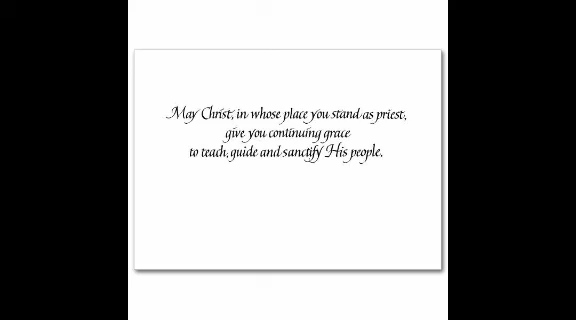 May Christ, in whose place you stand as priest,
give you continuing grace
to teach, guide and sanctify His people.